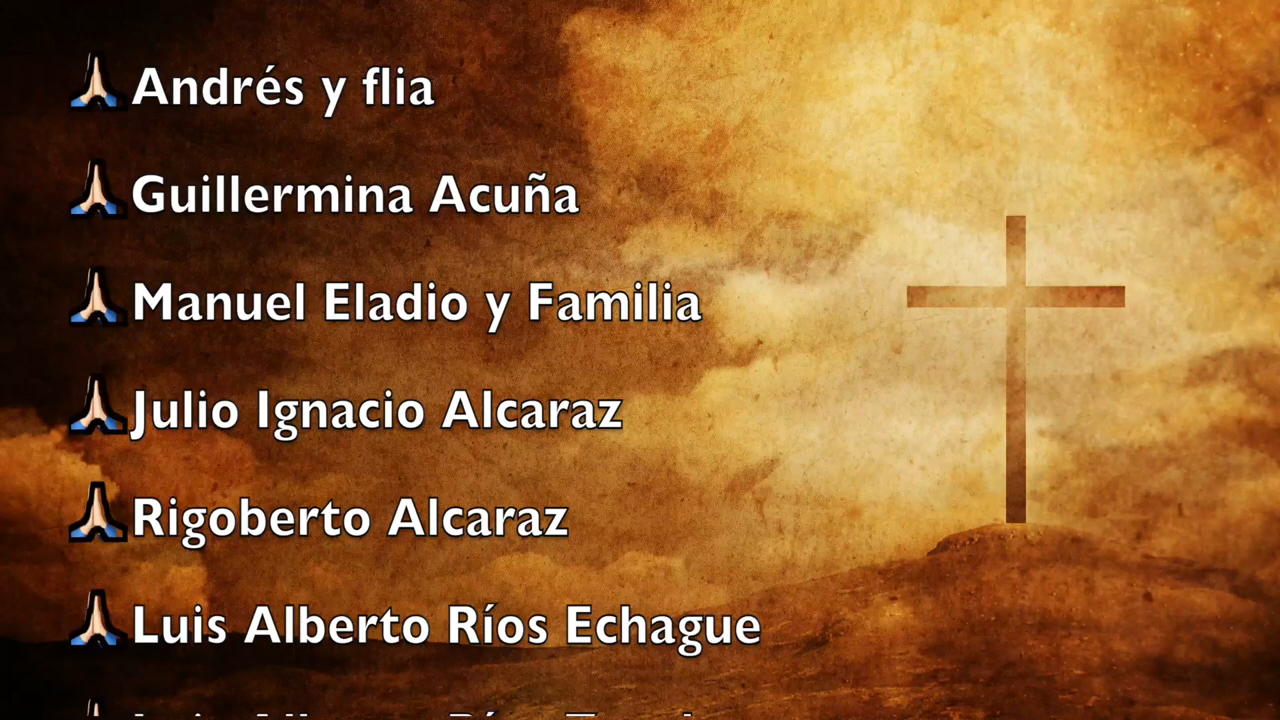 🙏🏻Andrés y flia
🙏🏻Guillermina Acuña
🙏🏻Manuel Eladio y Familia
🙏🏻Julio Ignacio Alcaraz
🙏🏻Rigoberto Alcaraz
🙏🏻Luis Alberto Ríos Echague